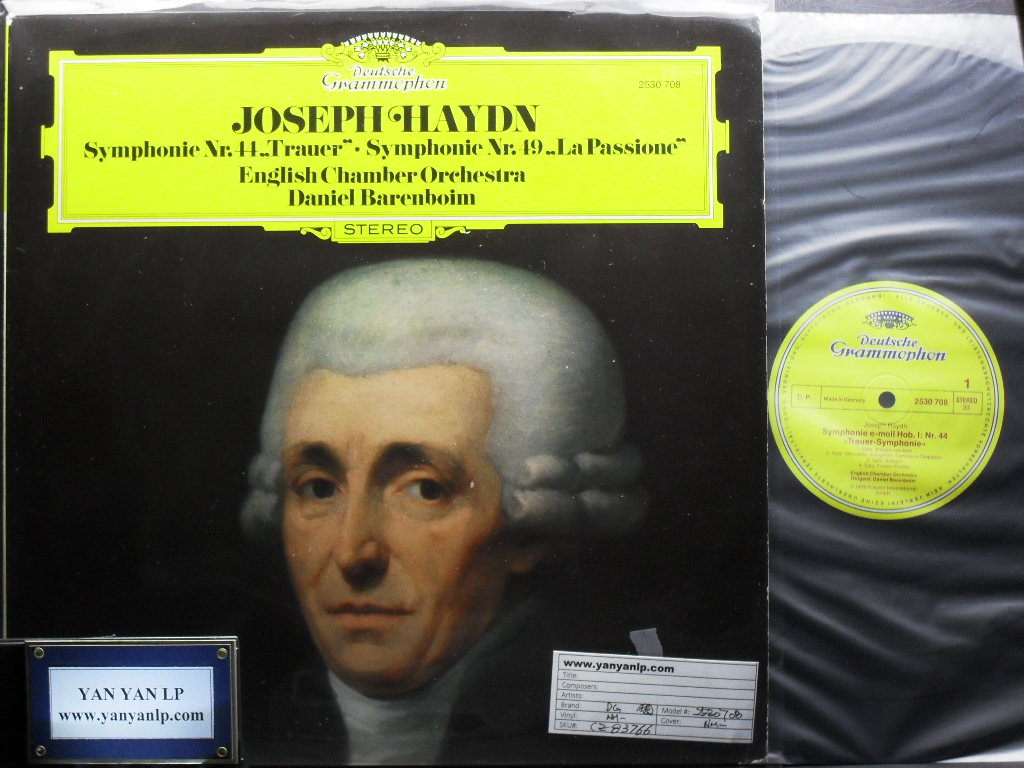 Deutsche
Grammophon
2530 708
JOSEPH HAYDN
Symphonie Nr. 44 „Trauer" · Symphonie Nr. 49 „La Passione"
English Chamber Orchestra
Daniel Barenboim
STEREO
YAN YAN LP
www.yanyanlp.com
www.yanyanlp.com
Title:
Composers:
Artists:
Brand: DG
Model #:
Vinyl: NM-
Cover: NM-
SKU#: C2-83766
Deutsche
Grammophon
1
Made in Germany
2530 708
STEREO
33
Joseph Haydn
Symphonie e-moll Hob. I: Nr. 44
»Trauer-Symphonie«
English Chamber Orchestra
Dirigent: Daniel Barenboim